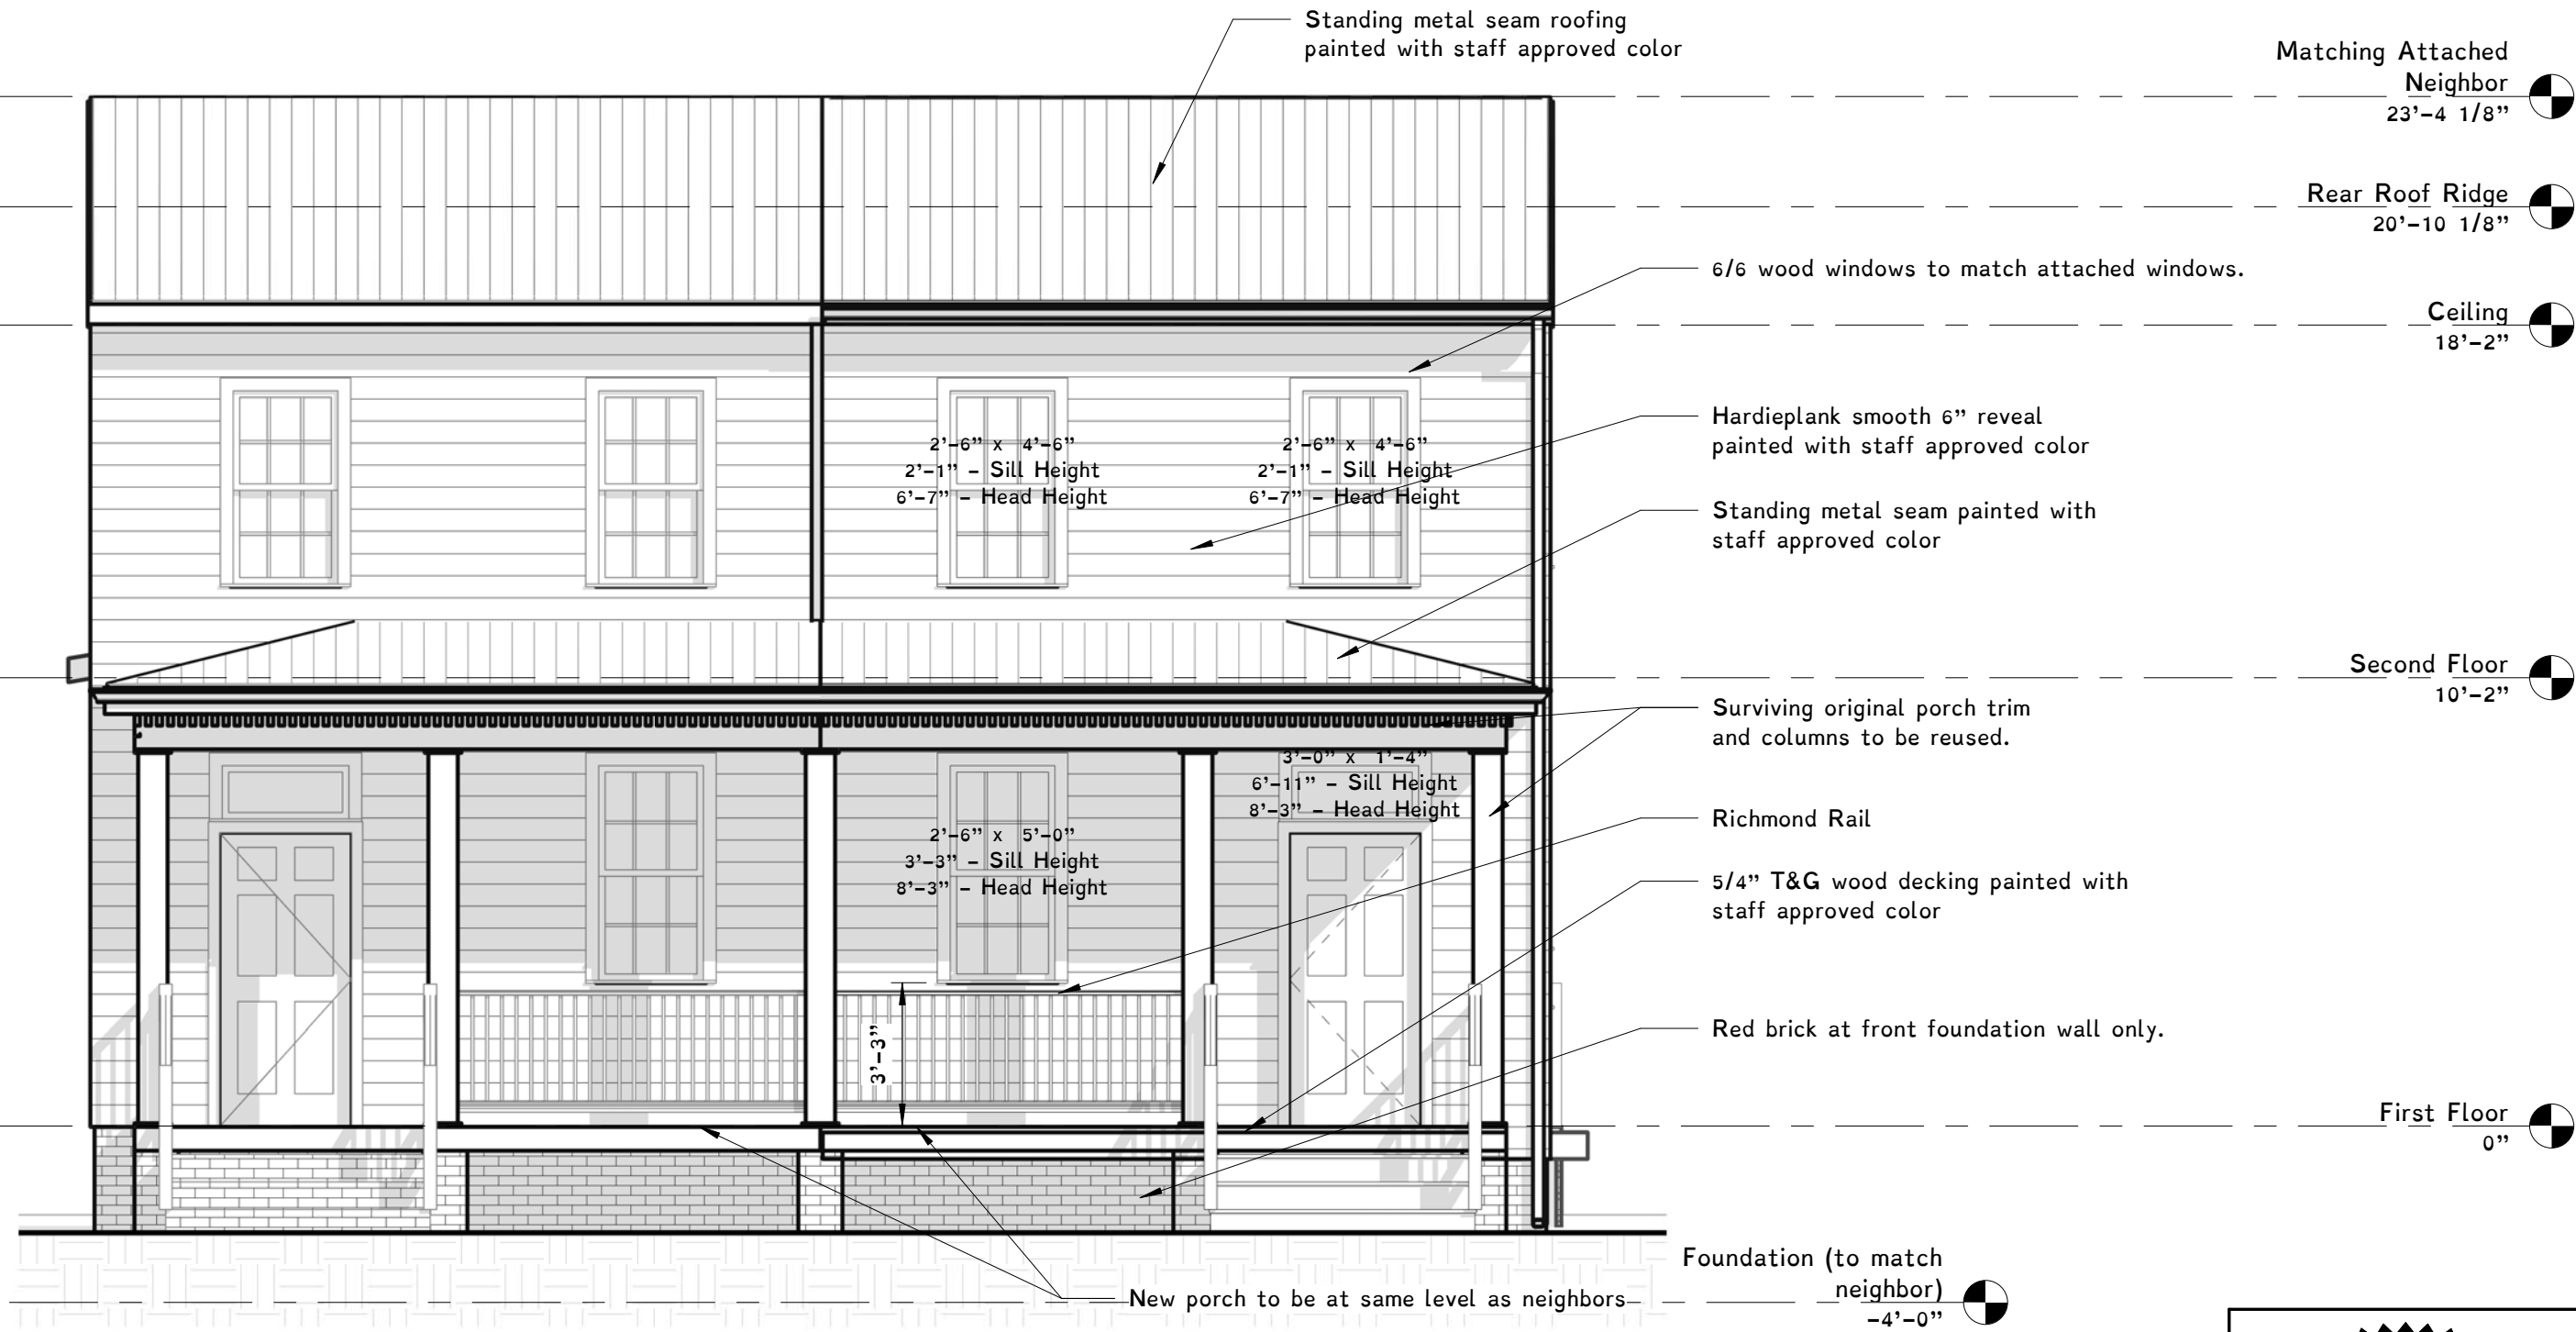 Standing metal seam roofing
painted with staff approved color
Matching Attached
Neighbor
23’–4 1/8”
Rear Roof Ridge
20’–10 1/8”
6/6 wood windows to match attached windows.
Ceiling
18’–2”
Hardieplank smooth 6” reveal
painted with staff approved color
2’–6” x 4’–6”
2’–1” – Sill Height
6’–7” – Head Height
2’–6” x 4’–6”
2’–1” – Sill Height
6’–7” – Head Height
Standing metal seam painted with
staff approved color
Second Floor
10’–2”
Surviving original porch trim
and columns to be reused.
3’–0” x 1’–4”
6’–11” – Sill Height
8’–3” – Head Height
Richmond Rail
2’–6” x 5’–0”
3’–3” – Sill Height
8’–3” – Head Height
5/4” T&G wood decking painted with
staff approved color
3’–3”
Red brick at front foundation wall only.
First Floor
0”
Foundation (to match
neighbor)
–4’–0”
New porch to be at same level as neighbors